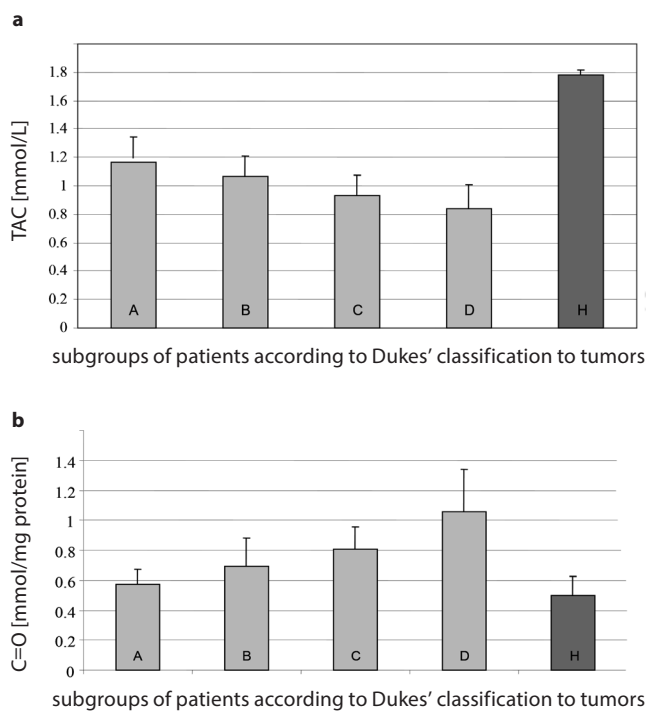 a
TAC [mmol/L]
1.8
1.6
1.4
1.2
1
0.8
0.6
0.4
0.2
0
A B C D H
subgroups of patients according to Dukes’ classification to tumors
b
C=O [mmol/mg protein]
1.4
1.2
1
0.8
0.6
0.4
0.2
0
A B C D H
subgroups of patients according to Dukes’ classification to tumors